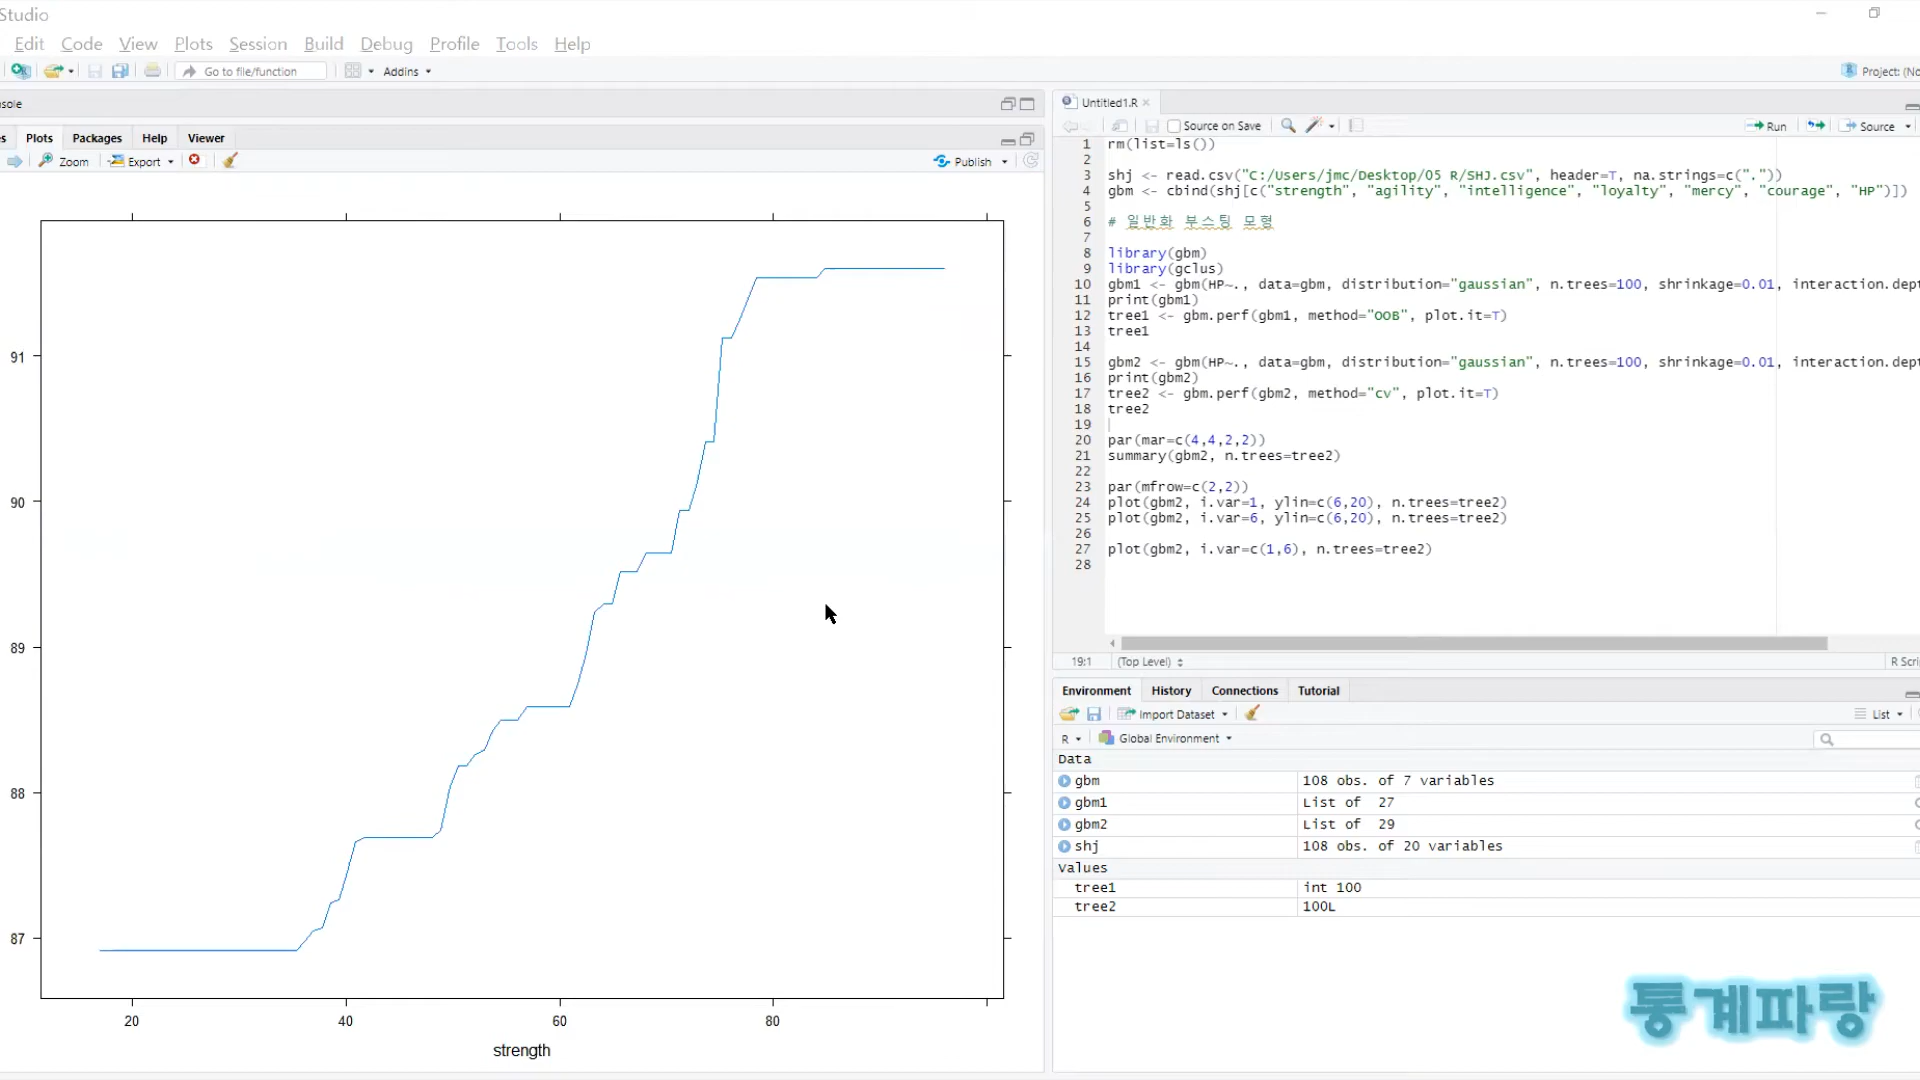 Studio
Edit Code View Plots Session Build Debug Profile Tools Help
Go to file/function Addins Project: (No
sole
s Plots Packages Help Viewer
Zoom Export Publish
91
90
89
88
87
20 40 60 80
strength
Untitled1.R
Source on Save Run Source
1 rm(list=ls())
2
3 shj <- read.csv("C:/Users/jmc/Desktop/05 R/SHJ.csv", header=T, na.strings=c("."))
4 gbm <- cbind(shj[c("strength", "agility", "intelligence", "loyalty", "mercy", "courage", "HP")])
5
6 # 일반화 부스팅 모형
7
8 library(gbm)
9 library(gclus)
10 gbm1 <- gbm(HP~., data=gbm, distribution="gaussian", n.trees=100, shrinkage=0.01, interaction.dept
11 print(gbm1)
12 tree1 <- gbm.perf(gbm1, method="OOB", plot.it=T)
13 tree1
14
15 gbm2 <- gbm(HP~., data=gbm, distribution="gaussian", n.trees=100, shrinkage=0.01, interaction.dept
16 print(gbm2)
17 tree2 <- gbm.perf(gbm2, method="cv", plot.it=T)
18 tree2
19
20 par(mar=c(4,4,2,2))
21 summary(gbm2, n.trees=tree2)
22
23 par(mfrow=c(2,2))
24 plot(gbm2, i.var=1, ylin=c(6,20), n.trees=tree2)
25 plot(gbm2, i.var=6, ylin=c(6,20), n.trees=tree2)
26
27 plot(gbm2, i.var=c(1,6), n.trees=tree2)
28
19:1 (Top Level) R Scri
Environment History Connections Tutorial
Import Dataset List
R Global Environment
Data
gbm 108 obs. of 7 variables
gbm1 List of 27
gbm2 List of 29
shj 108 obs. of 20 variables
Values
tree1 int 100
tree2 100L
통계파랑